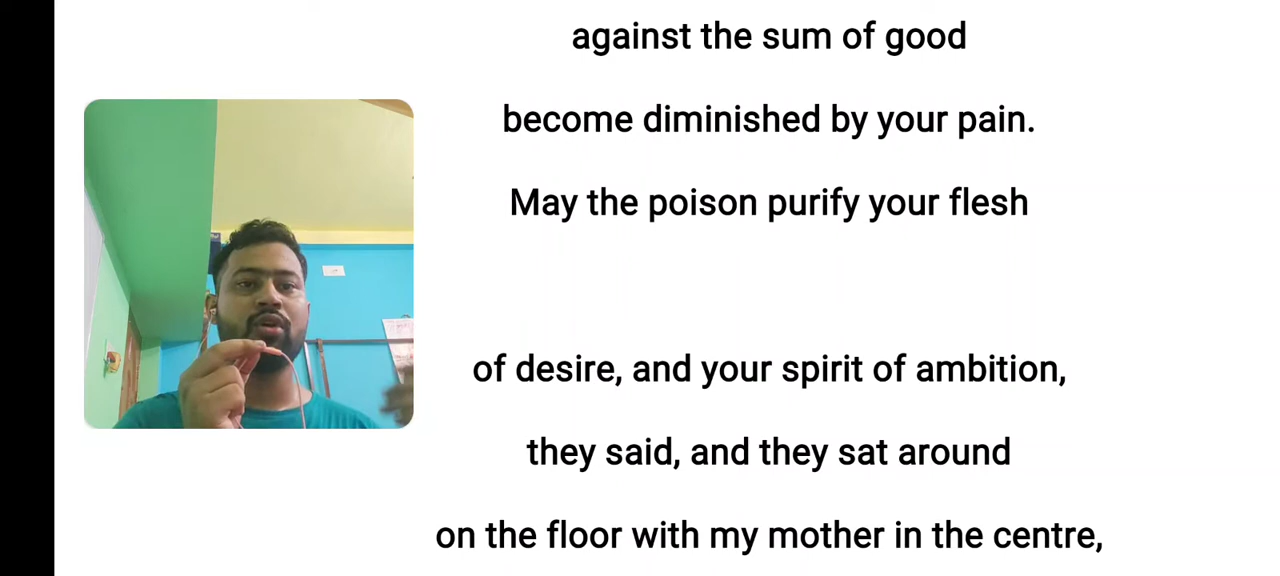 against the sum of good
become diminished by your pain.
May the poison purify your flesh
of desire, and your spirit of ambition,
they said, and they sat around
on the floor with my mother in the centre,